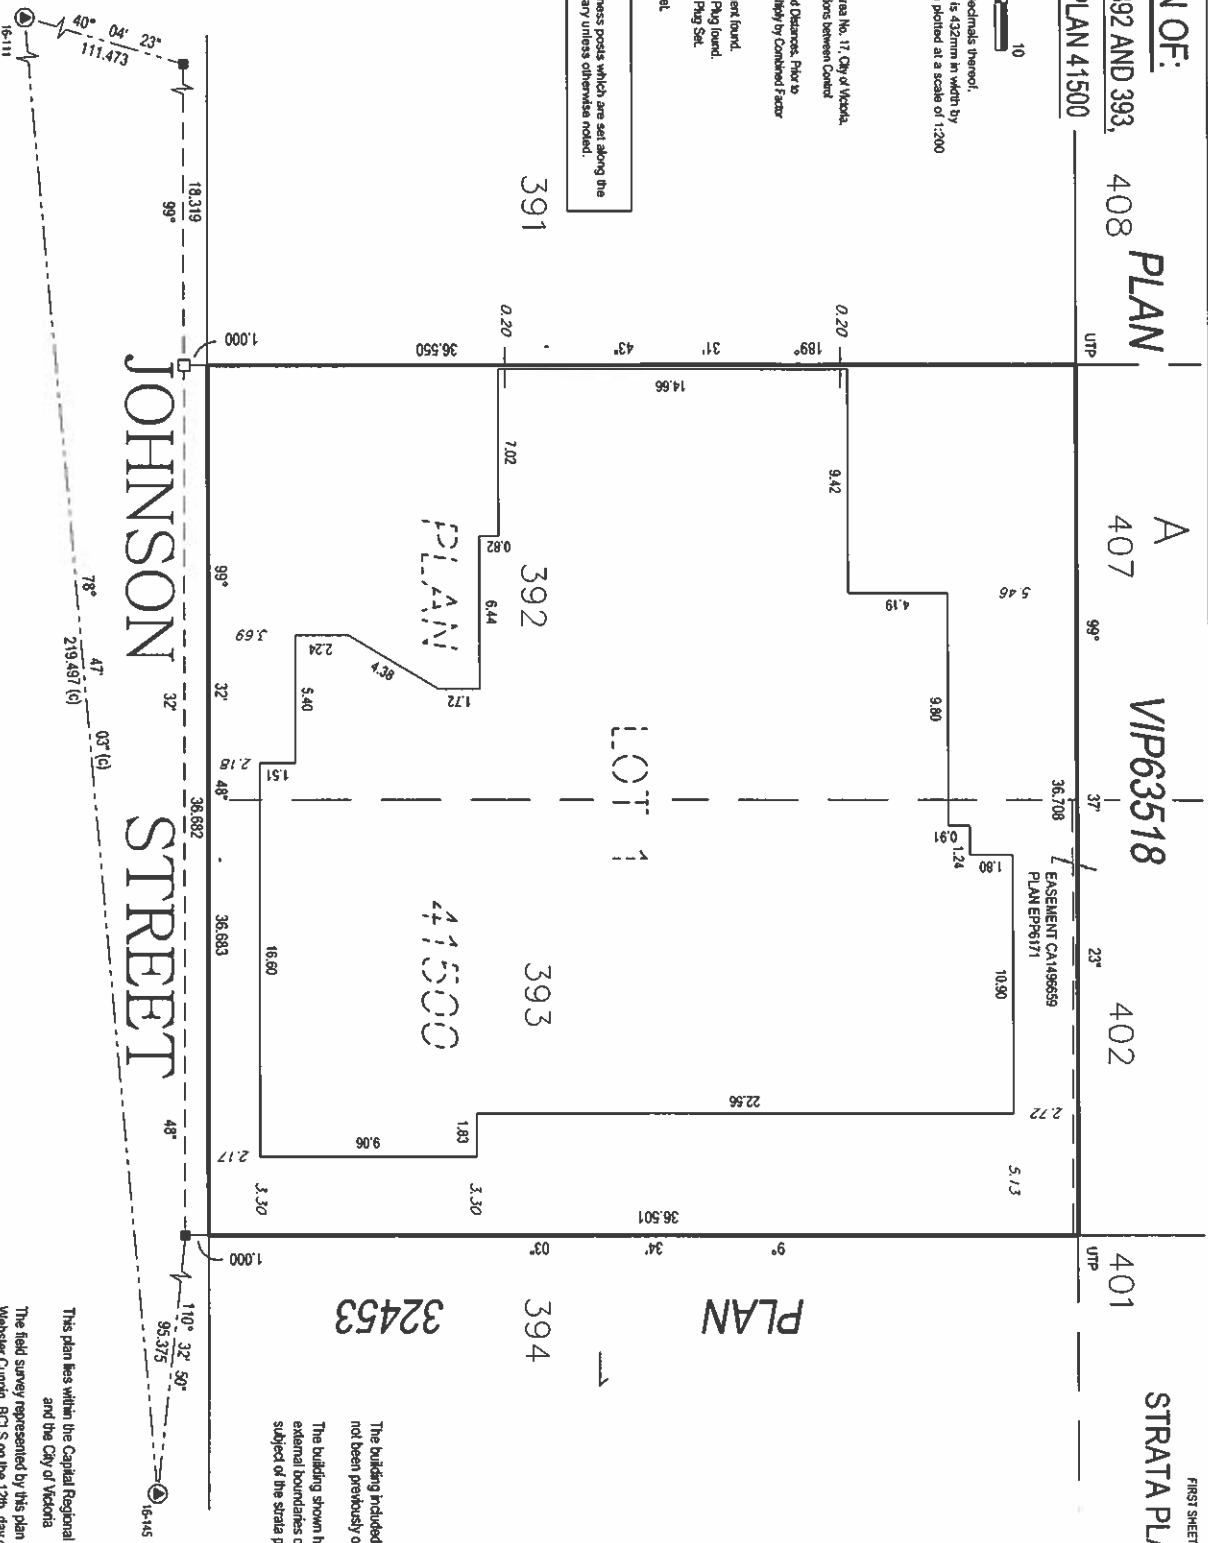 FIRST SHEET
STRATA PLA
N OF:
392 AND 393,
PLAN 41500
10
decimals thereof.
is 432mm in width by
plotted at a scale of 1:200
Area No. 17, City of Victoria,
ions between Control
d Distances. Prior to
ltiply by Combined Factor
ent found.
Plug found.
Plug Set.
et.
ness posts which are set along the
ary unless otherwise noted.
408
PLAN
A
407
VIP63518
402
401
UTP
99°
37'
23"
UTP
36.708
EASEMENT CA1496659
PLAN EPP6171
5.46
2.72
5.13
391
392
393
394
0.20
0.20
189°
31'
43"
36.550
14.66
9.42
4.19
9.80
0.91
1.24
1.80
10.90
22.56
1.83
9.06
16.60
1.51
5.40
2.24
4.38
1.72
6.44
0.82
7.02
3.69
2.18
2.17
3.30
3.30
LOT 1
PLAN
41500
36.501
9°
34'
03"
PLAN
32453
1
1.000
1.000
18.319
99°
99°
32'
48"
36.683
36.682
32'
48"
JOHNSON STREET
40° 04' 23"
111.473
16-111
78° 47' 03" (c)
219.497 (c)
110° 32' 50"
95.375
16-145
The building included
not been previously o
The building shown h
external boundaries o
subject of the strata p
This plan lies within the Capital Regional
and the City of Victoria
The field survey represented by this plan